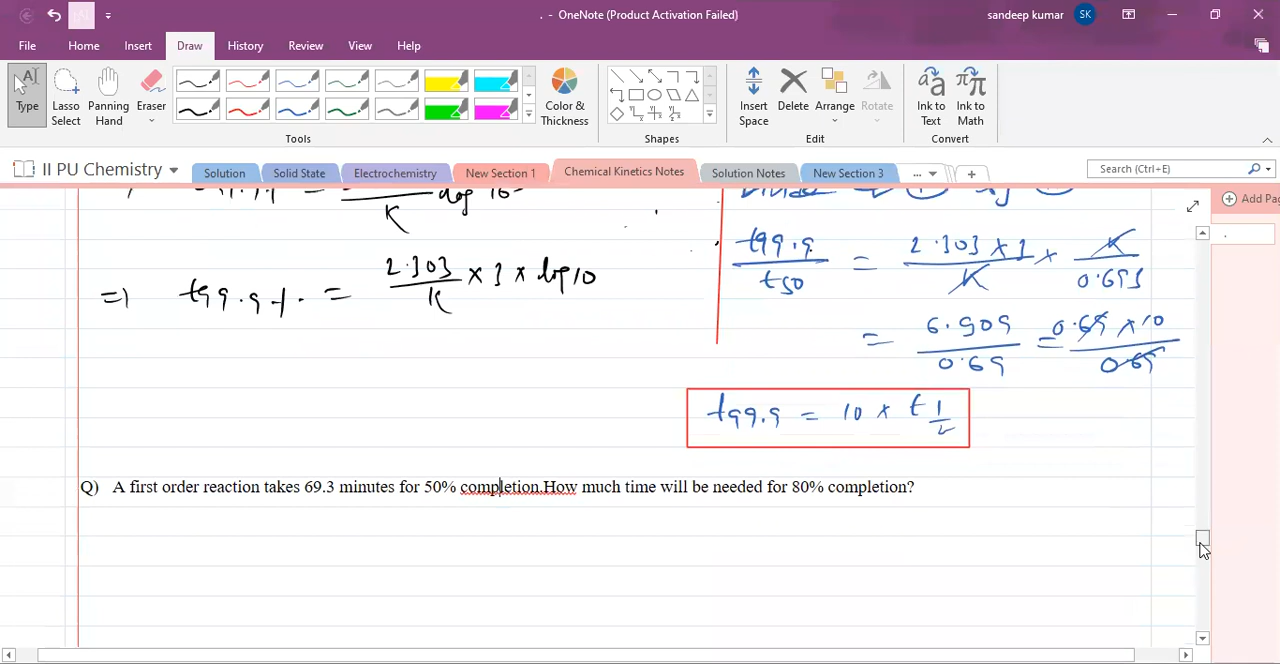 . - OneNote (Product Activation Failed)
sandeep kumar SK
File Home Insert Draw History Review View Help
Type
Lasso Select
Panning Hand
Eraser
Color & Thickness
Insert Space
Delete
Arrange
Rotate
Ink to Text
Ink to Math
Tools
Shapes
Edit
Convert
II PU Chemistry
Solution
Solid State
Electrochemistry
New Section 1
Chemical Kinetics Notes
Solution Notes
New Section 3
...
Search (Ctrl+E)
Add Pag
K
=> t99.9% = 2.303/K × 3 × log 10
t99.9/t50 = 2.303 × 3/K × K/0.693
= 6.909/0.69 = 0.69 × 10/0.69
t99.9 = 10 × t 1/2
Q) A first order reaction takes 69.3 minutes for 50% completion.How much time will be needed for 80% completion?